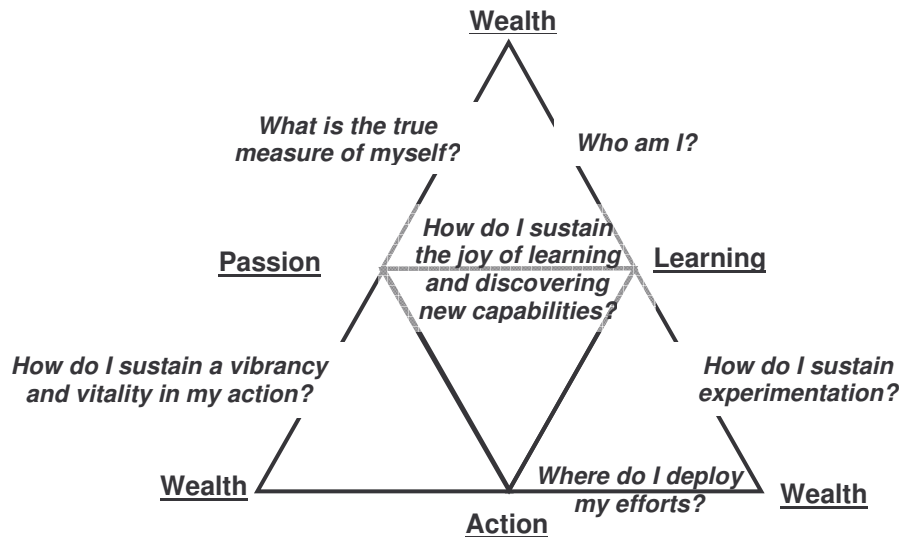 Wealth
What is the true
measure of myself?
Who am I?
How do I sustain
the joy of learning
and discovering
new capabilities?
Passion
Learning
How do I sustain a vibrancy
and vitality in my action?
How do I sustain
experimentation?
Wealth
Where do I deploy
my efforts?
Wealth
Action